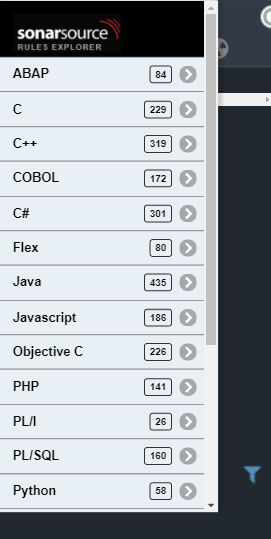 sonarsource
RULES EXPLORER
ABAP 84
C 229
C++ 319
COBOL 172
C# 301
Flex 80
Java 435
Javascript 186
Objective C 226
PHP 141
PL/I 26
PL/SQL 160
Python 58